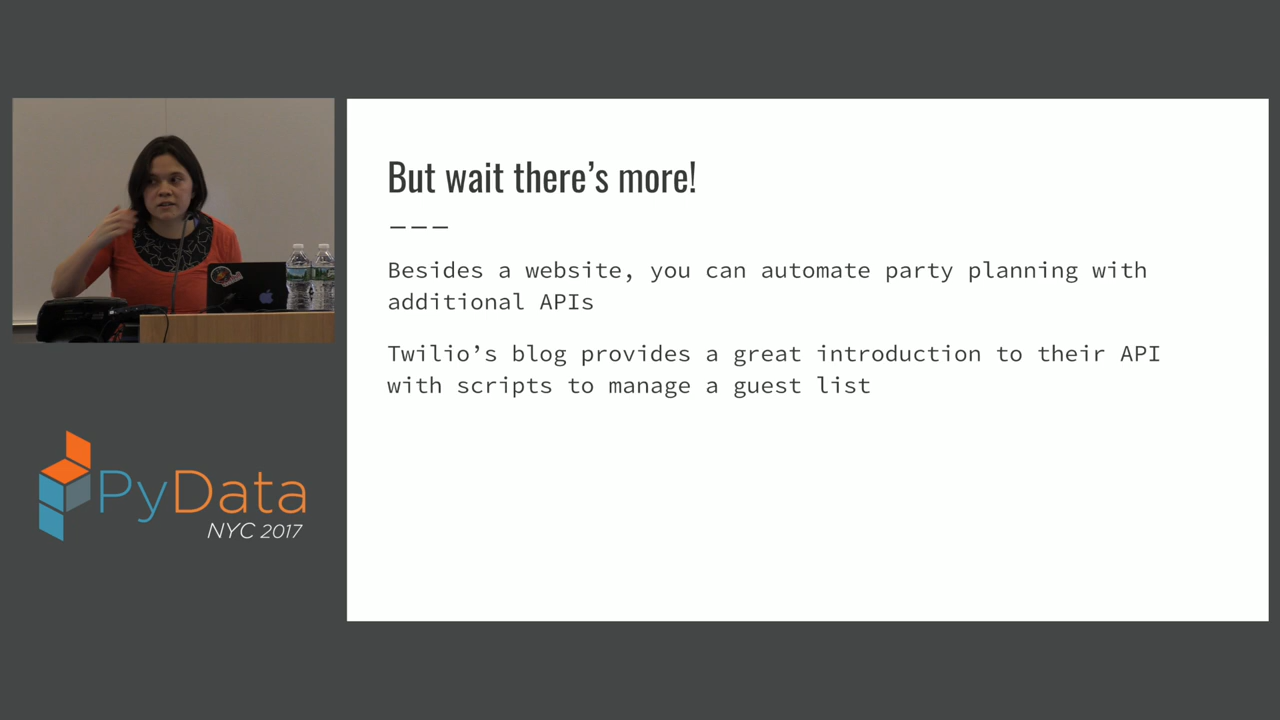 But wait there's more!
Besides a website, you can automate party planning with
additional APIs
Twilio's blog provides a great introduction to their API
with scripts to manage a guest list
PyData
NYC 2017